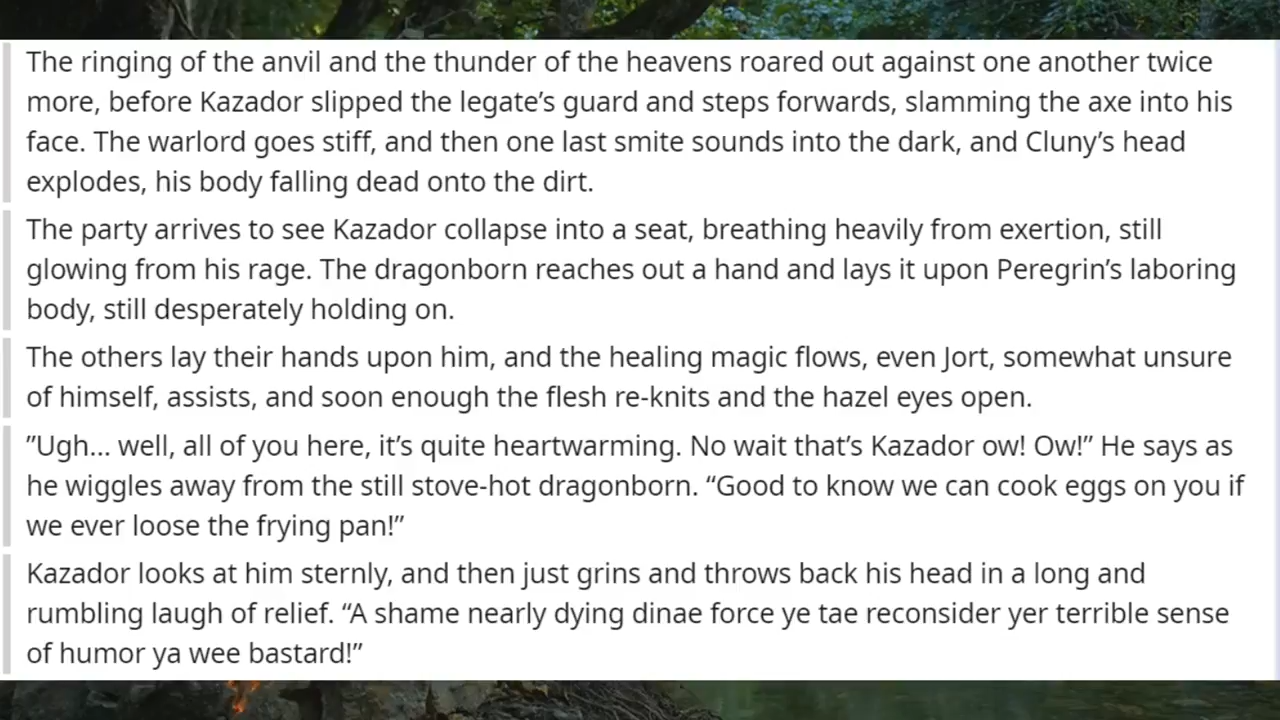 The ringing of the anvil and the thunder of the heavens roared out against one another twice
more, before Kazador slipped the legate’s guard and steps forwards, slamming the axe into his
face. The warlord goes stiff, and then one last smite sounds into the dark, and Cluny’s head
explodes, his body falling dead onto the dirt.
The party arrives to see Kazador collapse into a seat, breathing heavily from exertion, still
glowing from his rage. The dragonborn reaches out a hand and lays it upon Peregrin’s laboring
body, still desperately holding on.
The others lay their hands upon him, and the healing magic flows, even Jort, somewhat unsure
of himself, assists, and soon enough the flesh re-knits and the hazel eyes open.
”Ugh... well, all of you here, it’s quite heartwarming. No wait that’s Kazador ow! Ow!” He says as
he wiggles away from the still stove-hot dragonborn. “Good to know we can cook eggs on you if
we ever loose the frying pan!”
Kazador looks at him sternly, and then just grins and throws back his head in a long and
rumbling laugh of relief. “A shame nearly dying dinae force ye tae reconsider yer terrible sense
of humor ya wee bastard!”